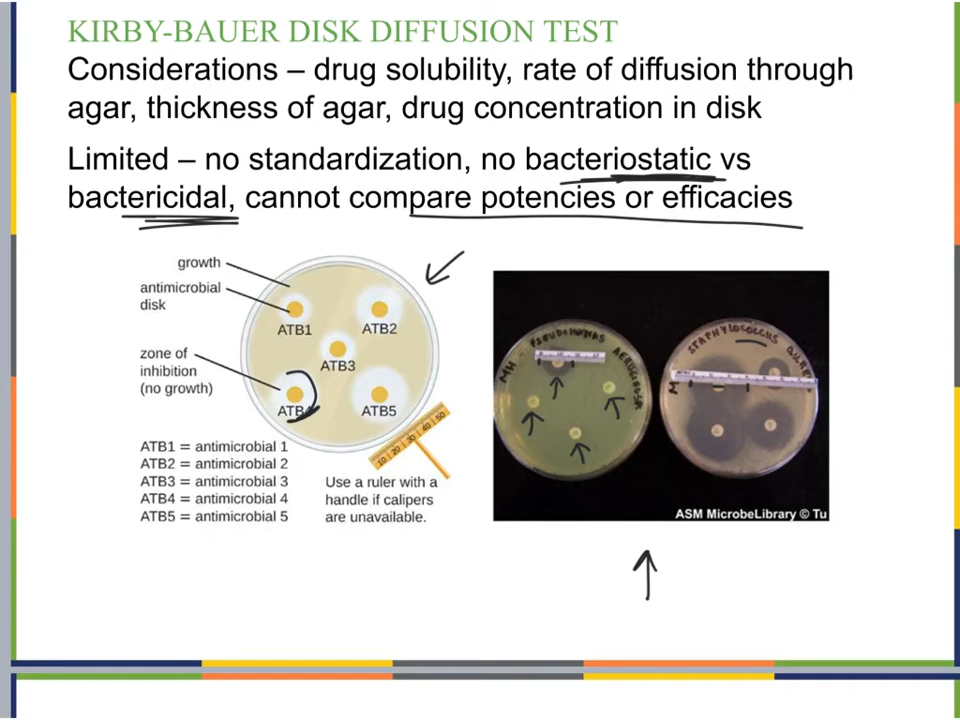 KIRBY-BAUER DISK DIFFUSION TEST
Considerations – drug solubility, rate of diffusion through
agar, thickness of agar, drug concentration in disk
Limited – no standardization, no bacteriostatic vs
bactericidal, cannot compare potencies or efficacies
growth
antimicrobial
disk
zone of
inhibition
(no growth)
ATB1
ATB2
ATB3
ATB4
ATB5
10 20 30 40 50
ATB1 = antimicrobial 1
ATB2 = antimicrobial 2
ATB3 = antimicrobial 3
ATB4 = antimicrobial 4
ATB5 = antimicrobial 5
Use a ruler with a
handle if calipers
are unavailable.
MH PSEUDOMONAS
STAPHYLOCOCCUS
M
ASM MicrobeLibrary © Tu